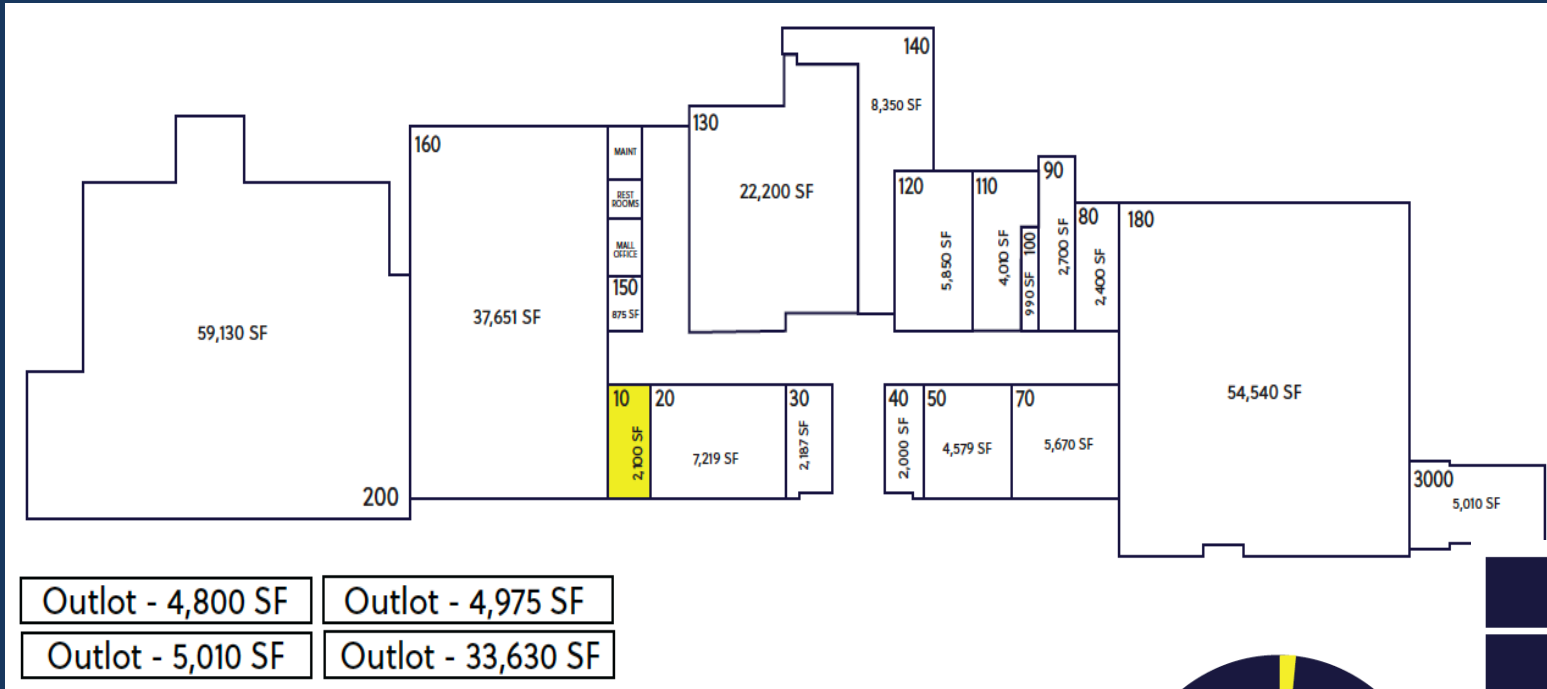 140
8,350 SF
130
22,200 SF
160
37,651 SF
MAINT
REST
ROOMS
MALL
OFFICE
150
875 SF
120
5,850 SF
110
4,010 SF
100
990 SF
90
2,700 SF
80
2,400 SF
180
54,540 SF
59,130 SF
200
10
2,100 SF
20
7,219 SF
30
2,187 SF
40
2,000 SF
50
4,579 SF
70
5,670 SF
3000
5,010 SF
Outlot - 4,800 SF
Outlot - 4,975 SF
Outlot - 5,010 SF
Outlot - 33,630 SF